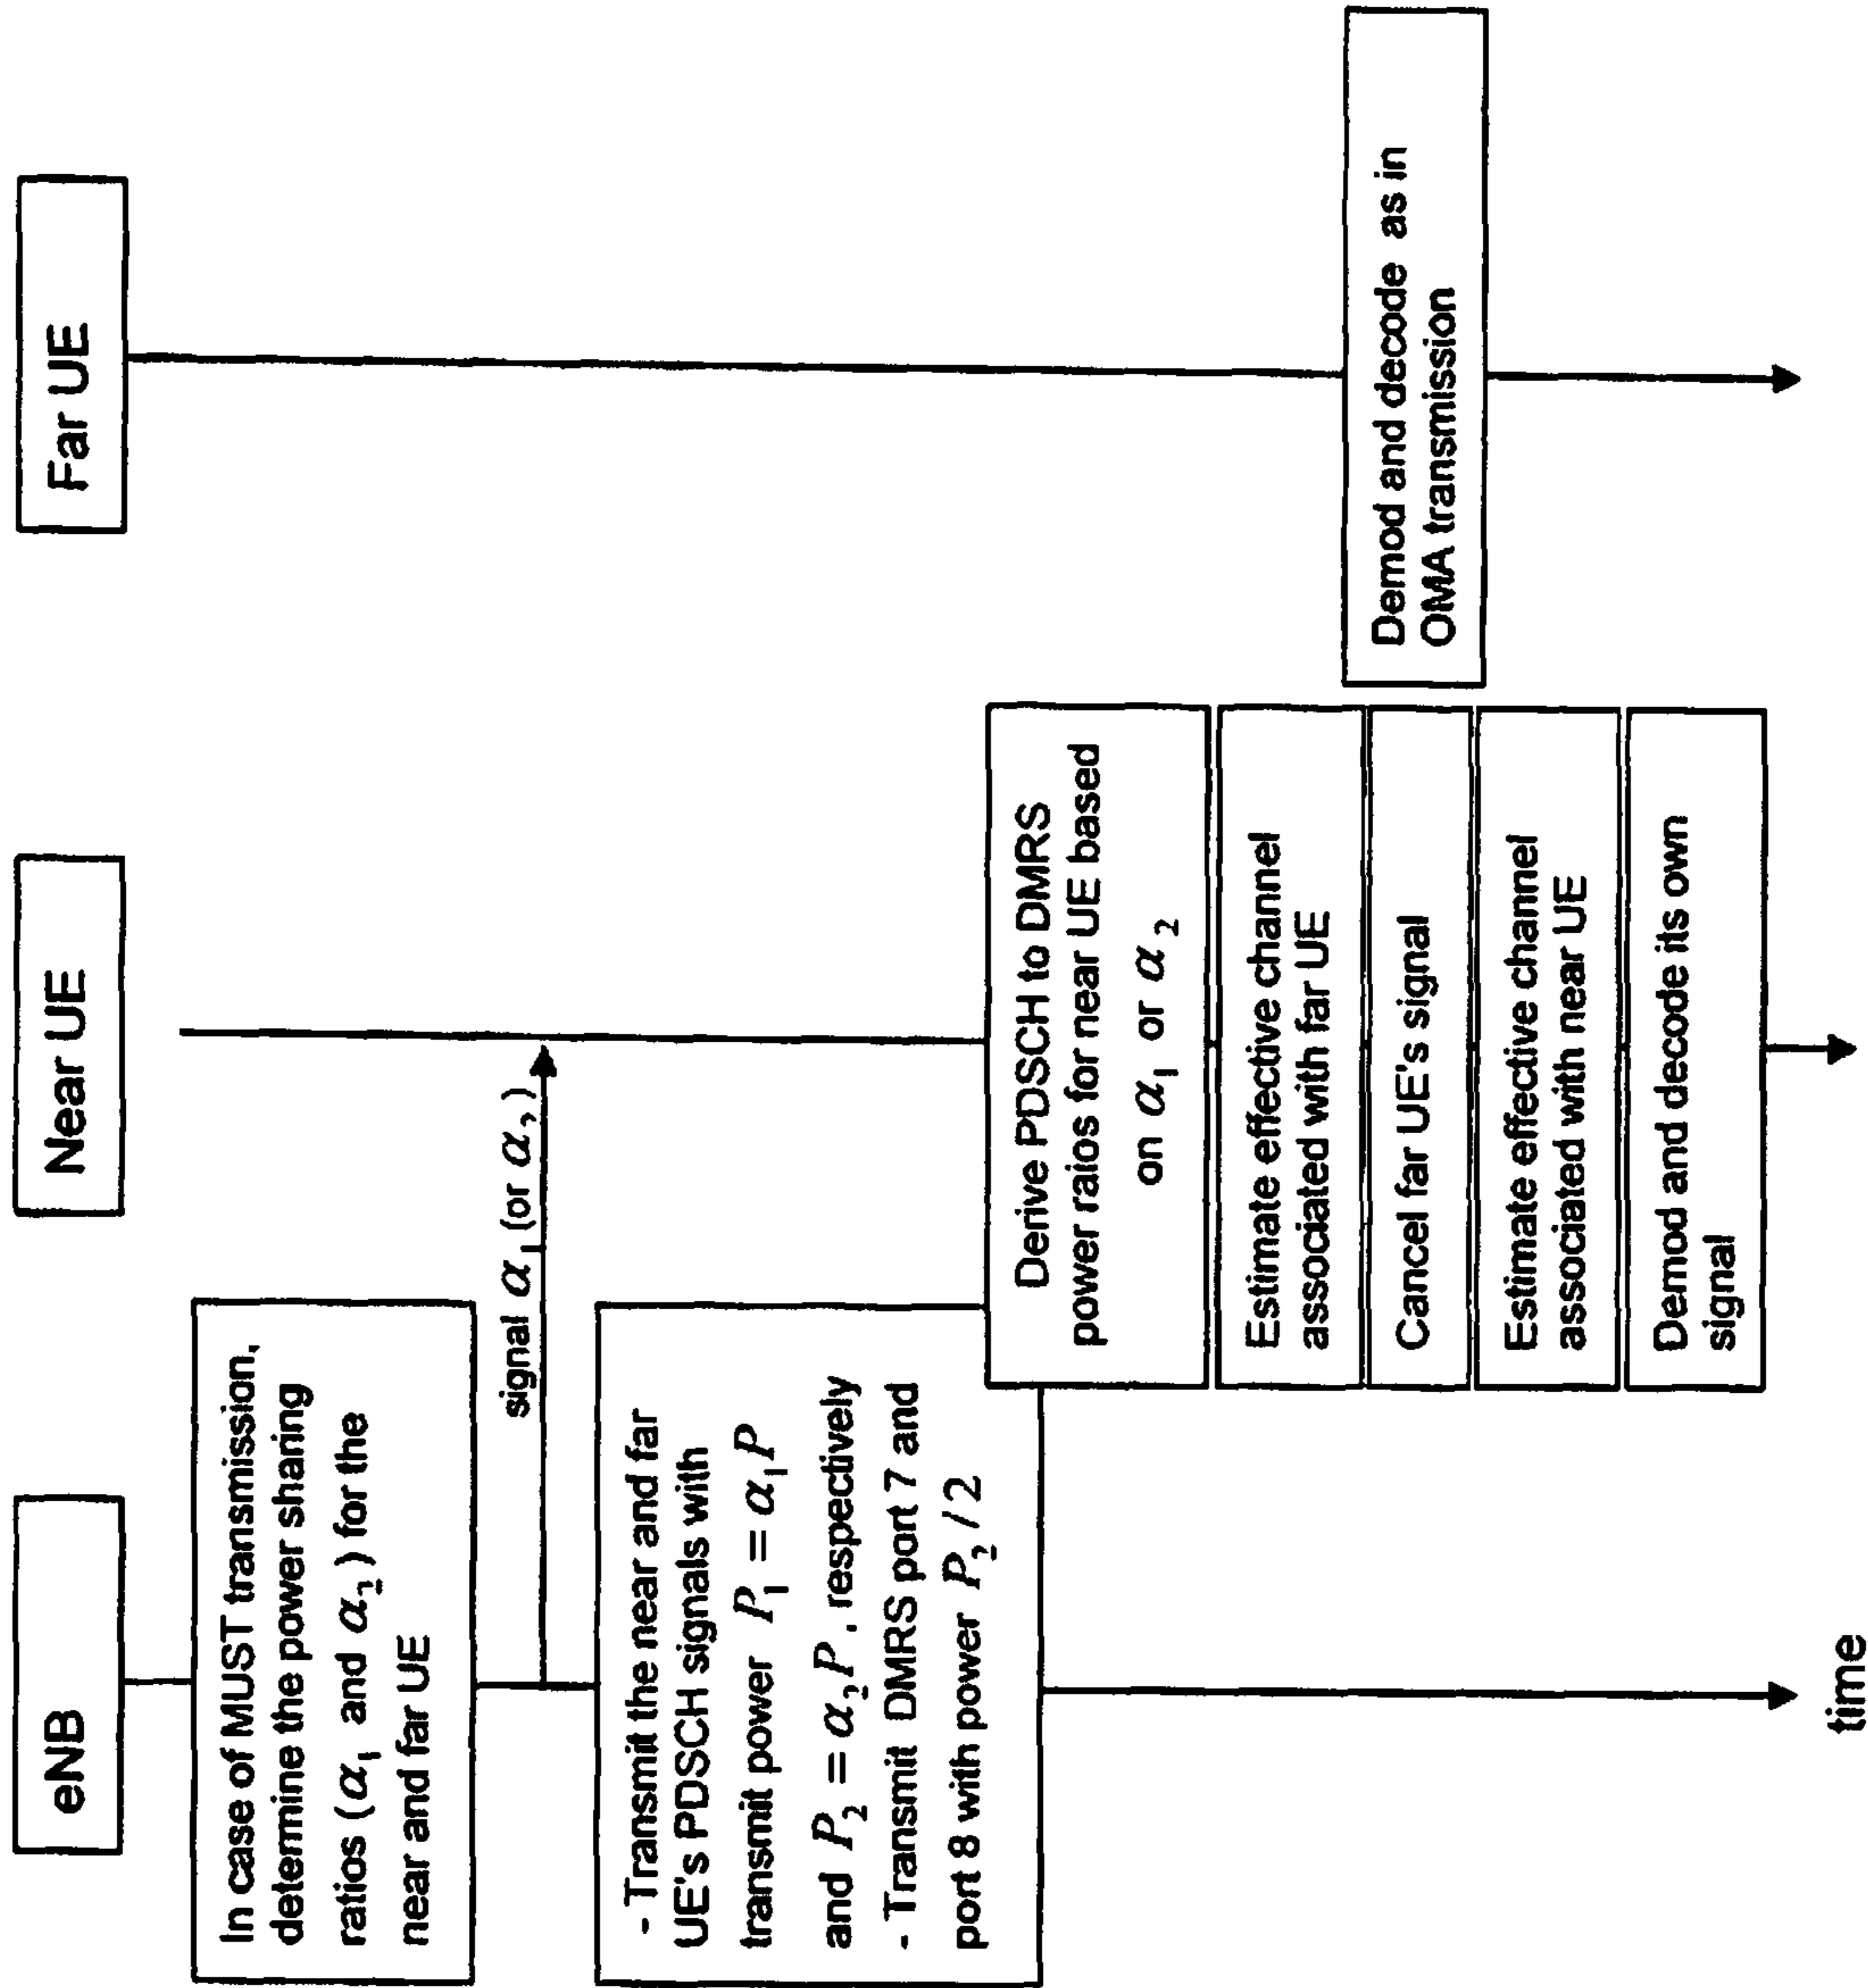 eNB
Near UE
Far UE
In case of MUST transmission,
determine the power sharing
ratios (α₁ and α₂) for the
near and far UE
signal α₁ (or α₂)
- Transmit the near and far
UE's PDSCH signals with
transmit power P₁ = α₁P
and P₂ = α₂P, respectively
- Transmit DMRS port 7 and
port 8 with power P₂ / 2
Derive PDSCH to DMRS
power raios for near UE based
on α₁ or α₂
Estimate effective channel
associated with far UE
Cancel far UE's signal
Estimate effective channel
associated with near UE
Demod and decode its own
signal
Demod and decode as in
OMA transmission
time